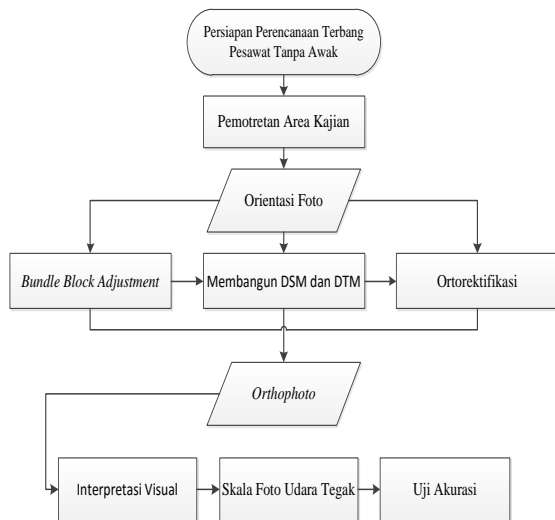 Persiapan Perencanaan Terbang
Pesawat Tanpa Awak
Pemotretan Area Kajian
Orientasi Foto
Bundle Block Adjustment
Membangun DSM dan DTM
Ortorektifikasi
Orthophoto
Interpretasi Visual
Skala Foto Udara Tegak
Uji Akurasi